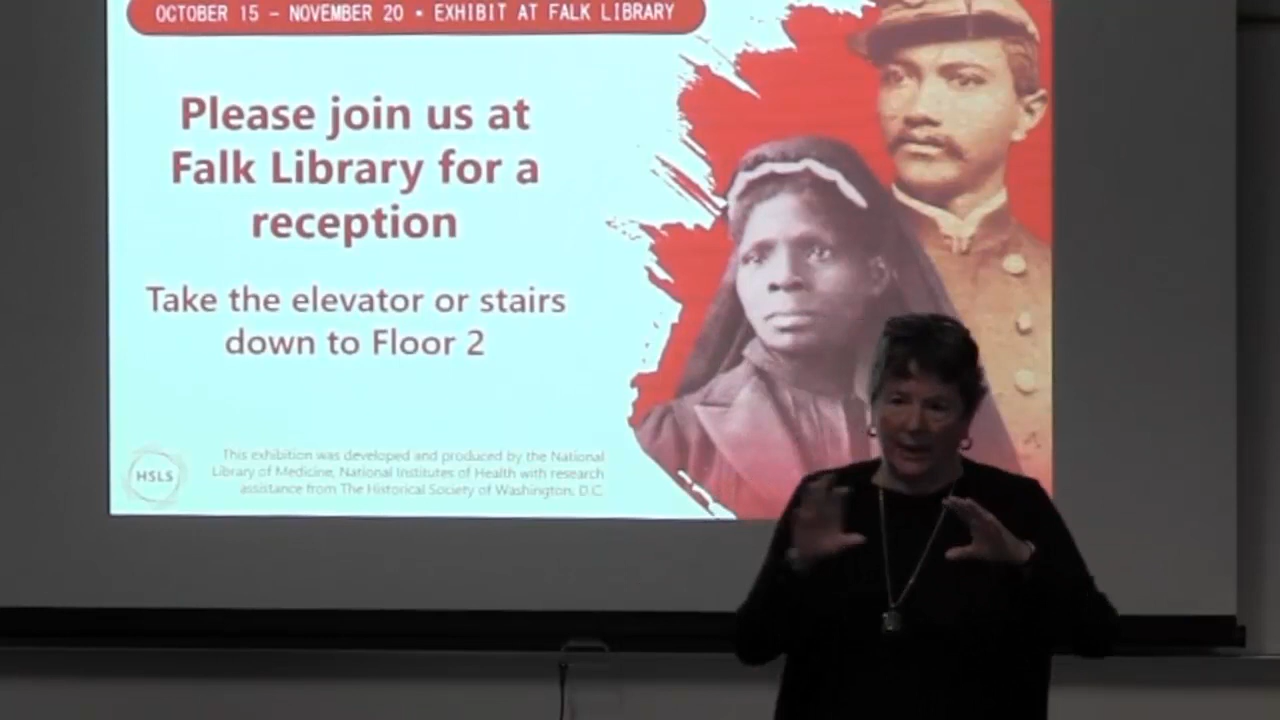 OCTOBER 15 - NOVEMBER 20 • EXHIBIT AT FALK LIBRARY
Please join us at
Falk Library for a
reception
Take the elevator or stairs
down to Floor 2
HSLS
This exhibition was developed and produced by the National
Library of Medicine, National Institutes of Health with research
assistance from The Historical Society of Washington, D.C.